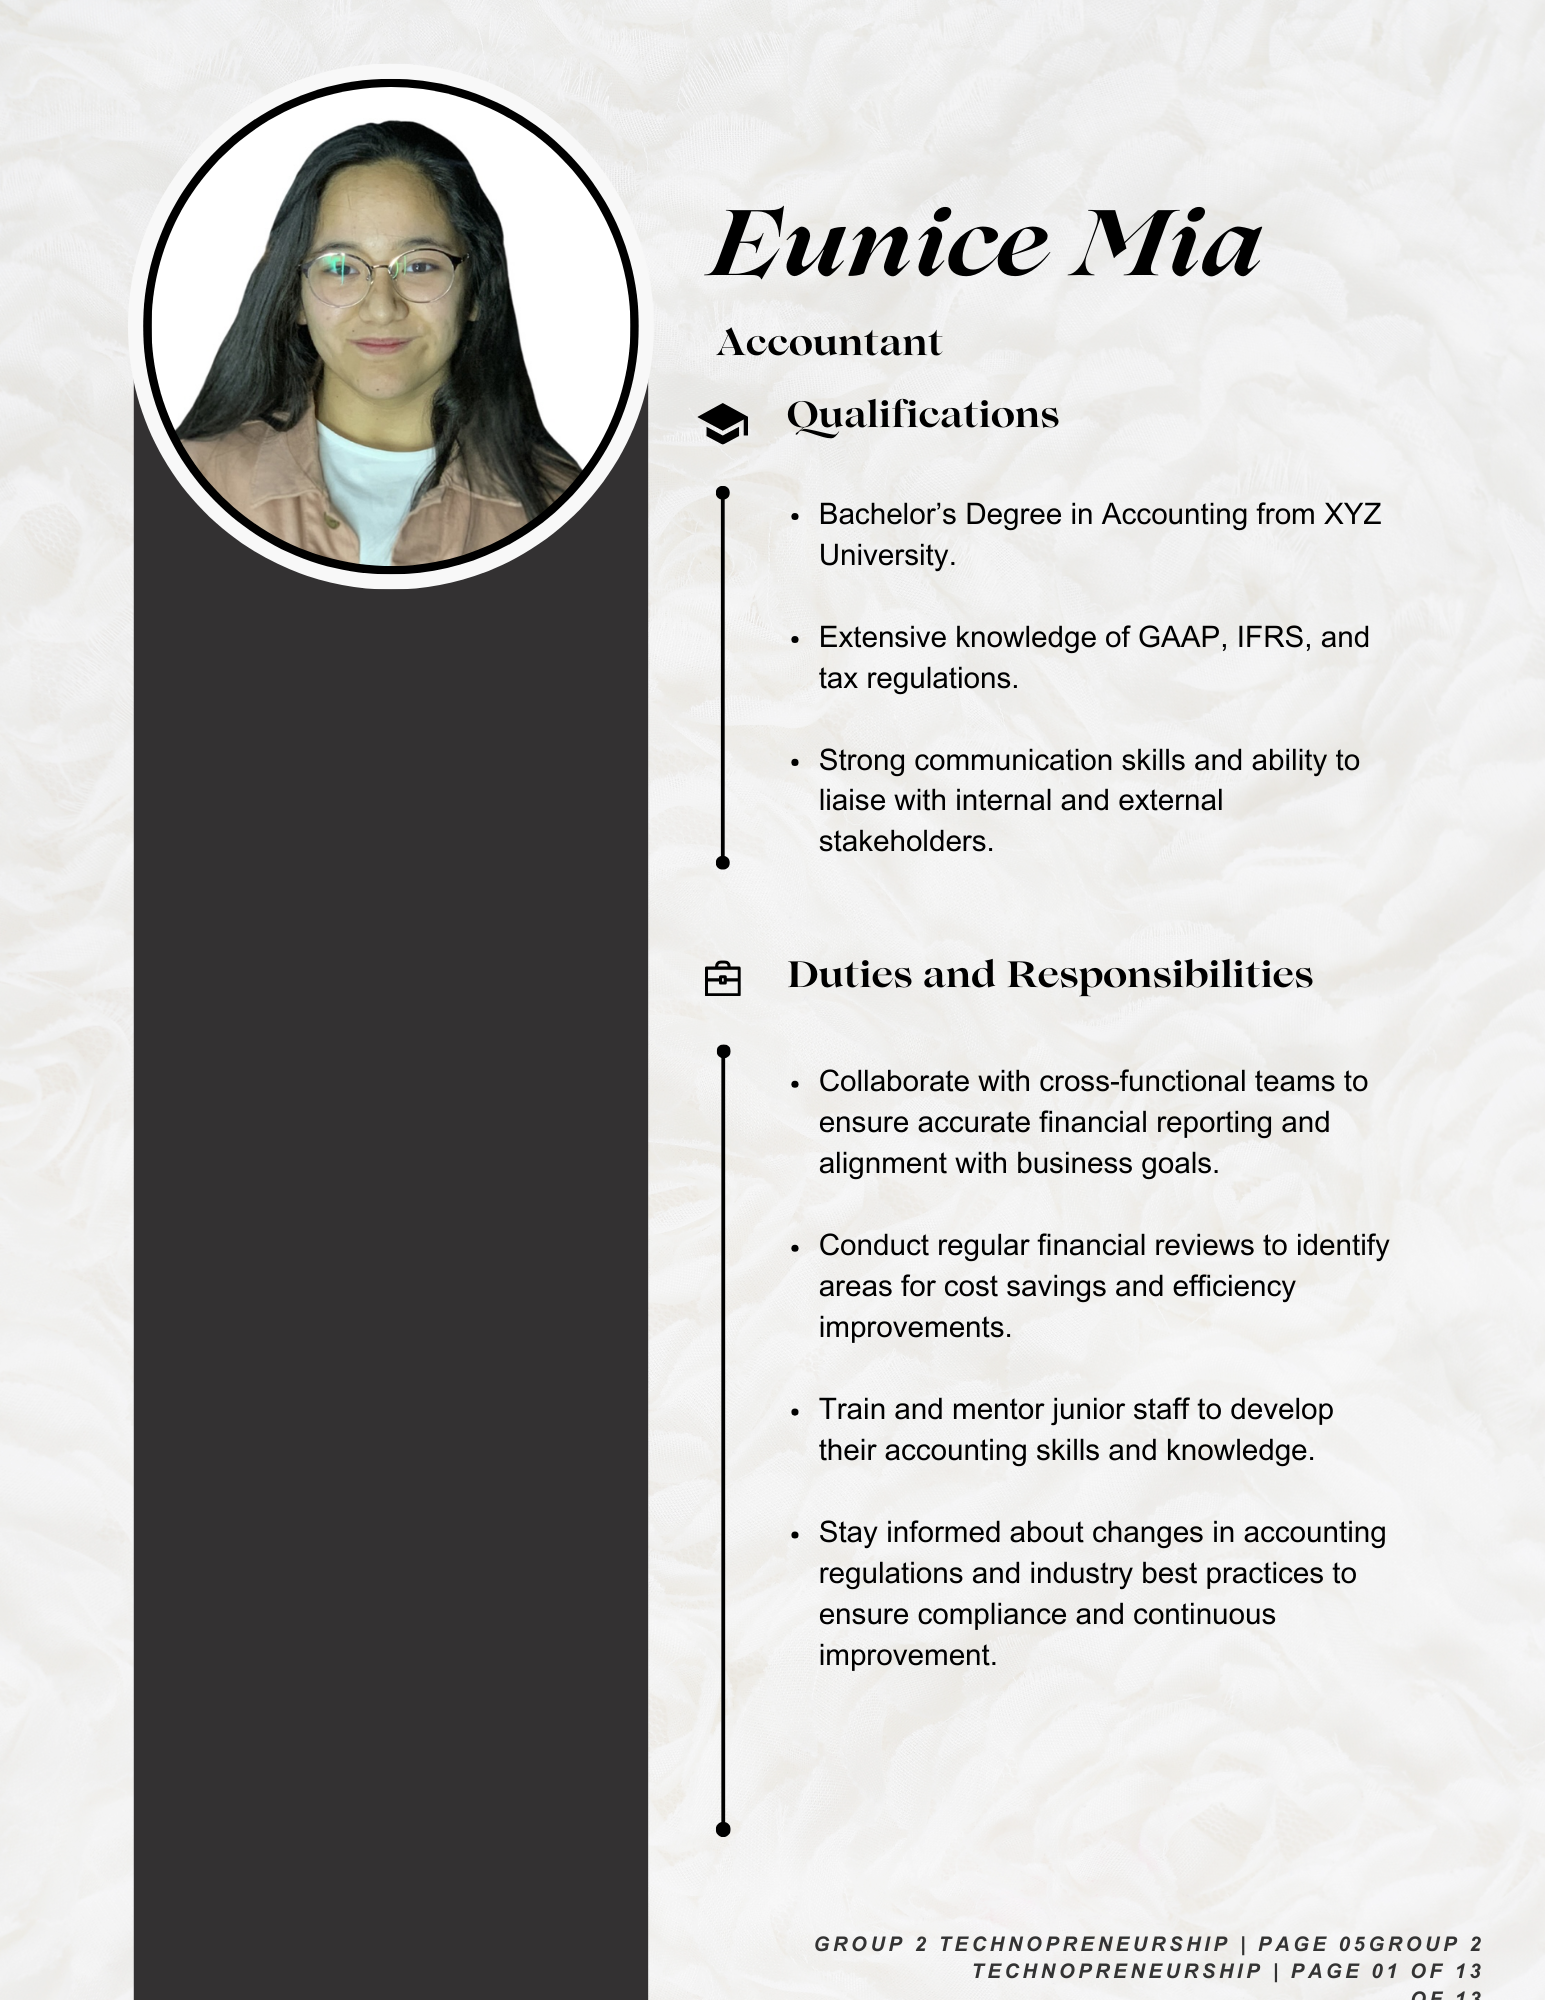 Eunice Mia
Accountant
Qualifications
• Bachelor’s Degree in Accounting from XYZ
University.
• Extensive knowledge of GAAP, IFRS, and
tax regulations.
• Strong communication skills and ability to
liaise with internal and external
stakeholders.
Duties and Responsibilities
• Collaborate with cross-functional teams to
ensure accurate financial reporting and
alignment with business goals.
• Conduct regular financial reviews to identify
areas for cost savings and efficiency
improvements.
• Train and mentor junior staff to develop
their accounting skills and knowledge.
• Stay informed about changes in accounting
regulations and industry best practices to
ensure compliance and continuous
improvement.
GROUP 2 TECHNOPRENEURSHIP | PAGE 05GROUP 2
TECHNOPRENEURSHIP | PAGE 01 OF 13
OF 13